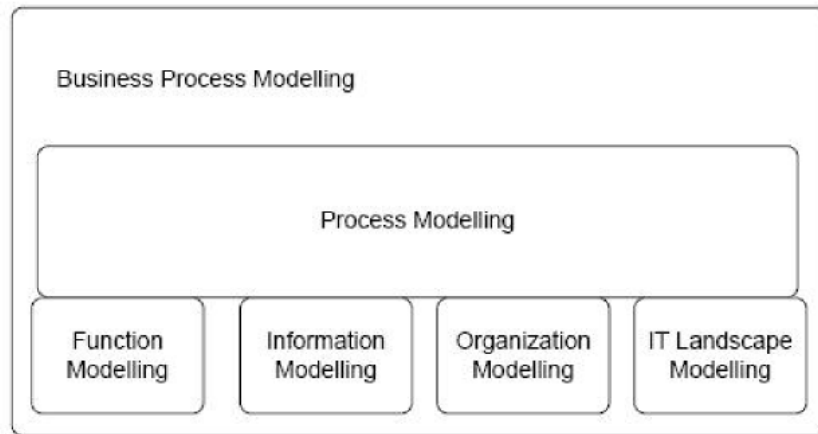 Business Process Modelling
Process Modelling
Function
Modelling
Information
Modelling
Organization
Modelling
IT Landscape
Modelling